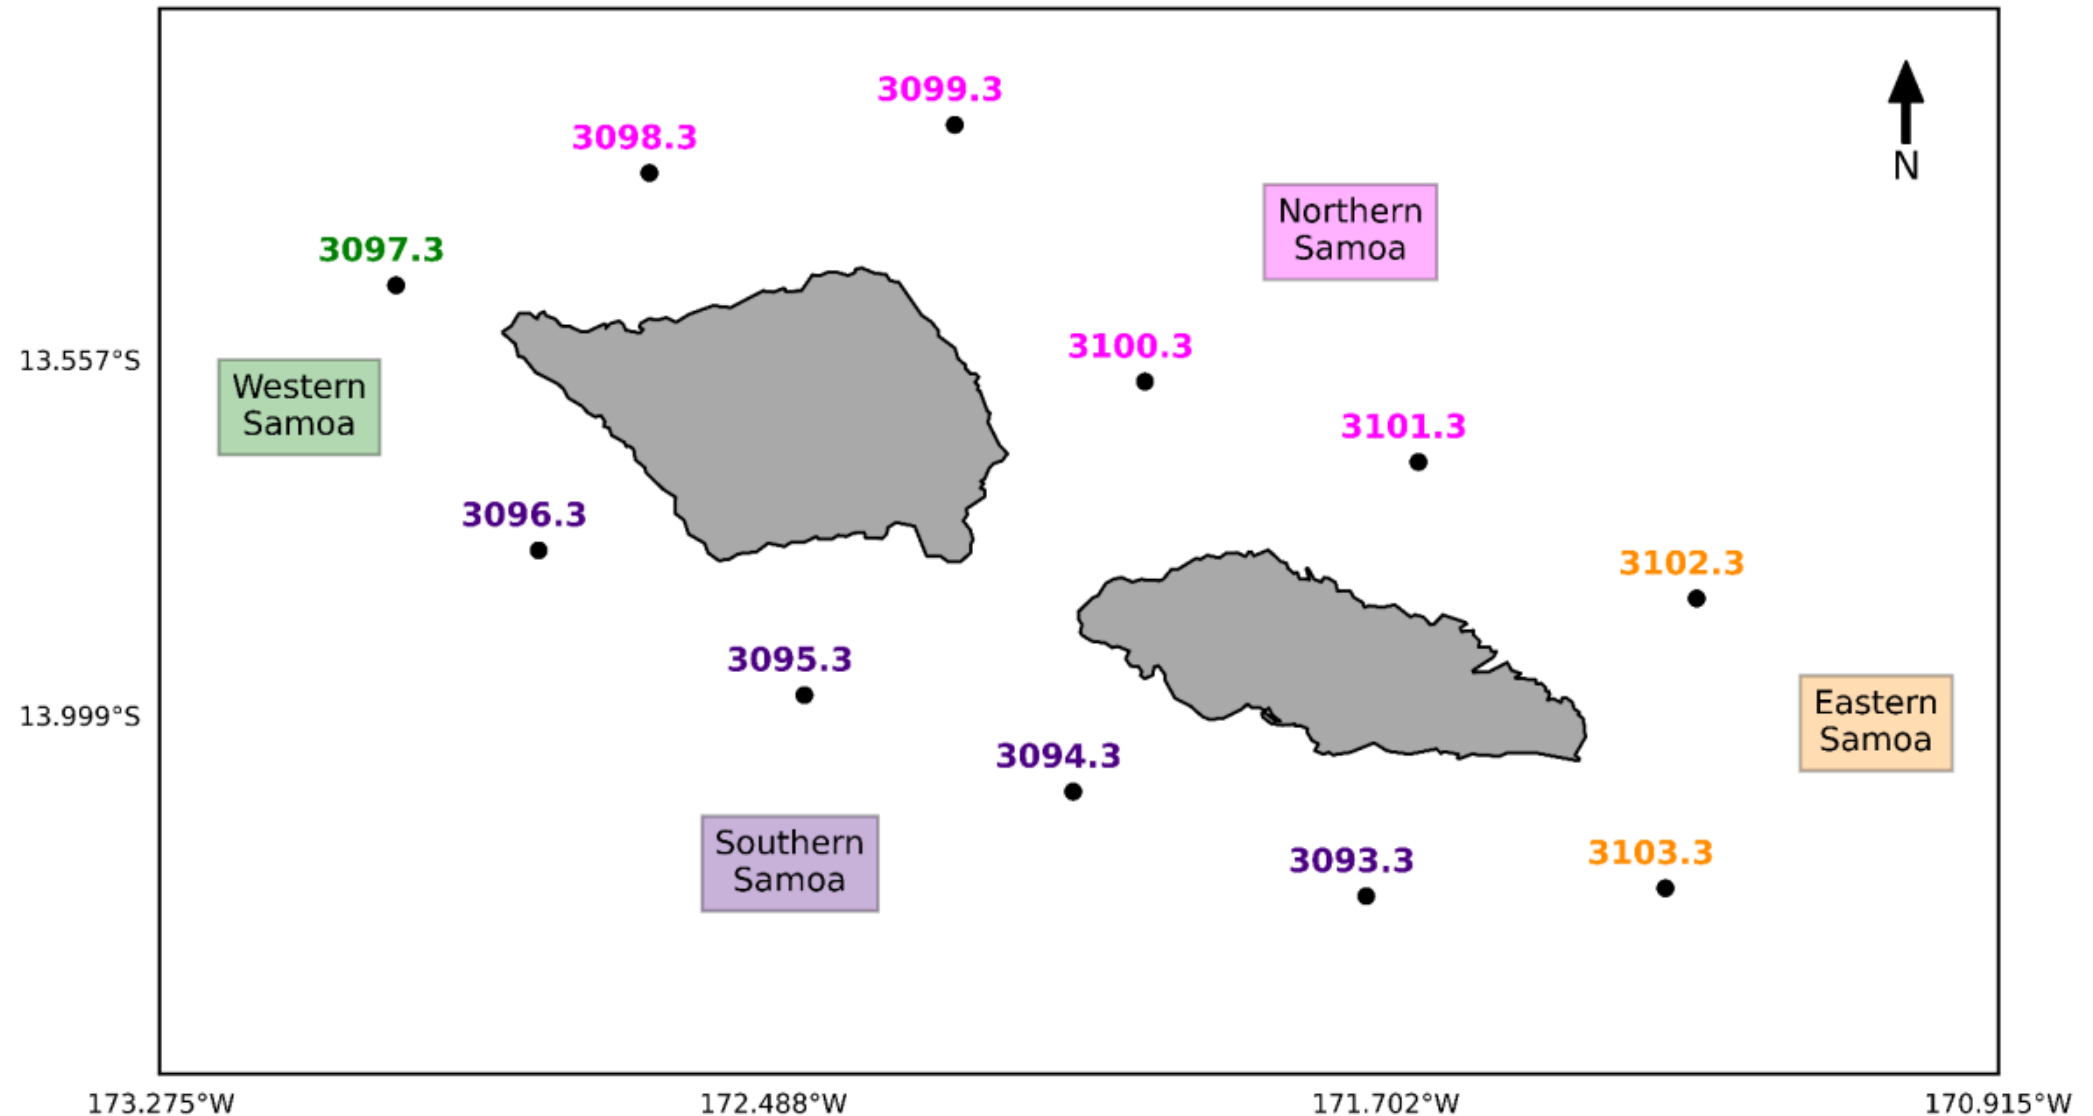 3099.3
3098.3
N
Northern
Samoa
3097.3
3100.3
13.557°S
Western
Samoa
3101.3
3096.3
3102.3
3095.3
Eastern
Samoa
13.999°S
3094.3
Southern
Samoa
3093.3
3103.3
173.275°W
172.488°W
171.702°W
170.915°W